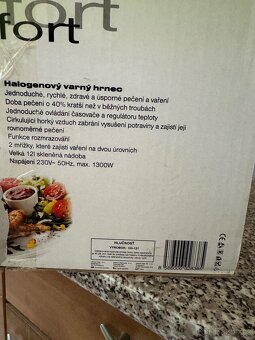 fort
fort
Halogenový varný hrnec
Jednoduché, rychlé, zdravé a úsporné pečení a vaření
Doba pečení o 40% kratší než v běžných troubách
Jednoduché ovládání časovače a regulátoru teploty
Cirkulující horký vzduch zabrání vysušení potraviny a zajistí její
rovnoměrné pečení
Funkce rozmrazování
2 mřížky, které zajistí vaření na dvou úrovních
Velká 12l skleněná nádoba
Napájení 230V~ 50Hz, max. 1300W
HLUČNOST